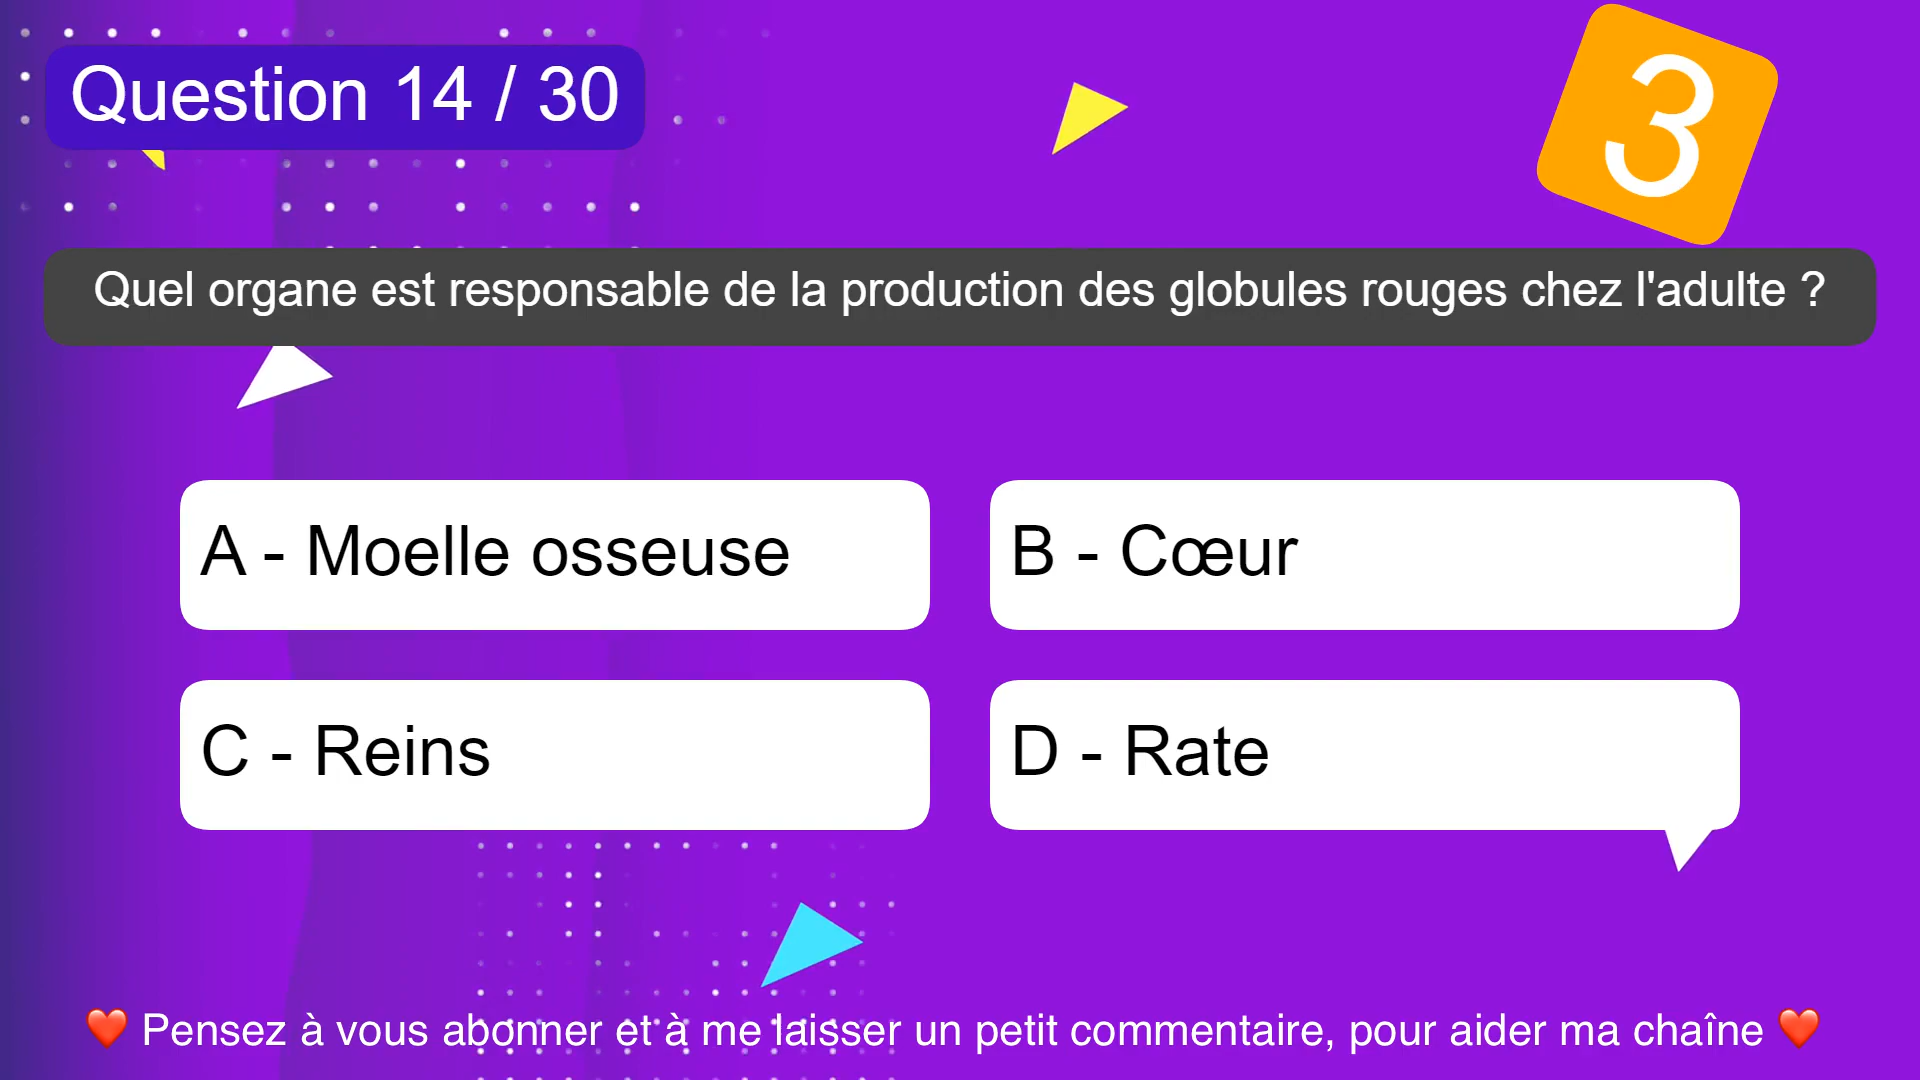 Question 14 / 30
3
Quel organe est responsable de la production des globules rouges chez l'adulte ?
A - Moelle osseuse
B - Cœur
C - Reins
D - Rate
❤️ Pensez à vous abonner et à me laisser un petit commentaire, pour aider ma chaîne ❤️